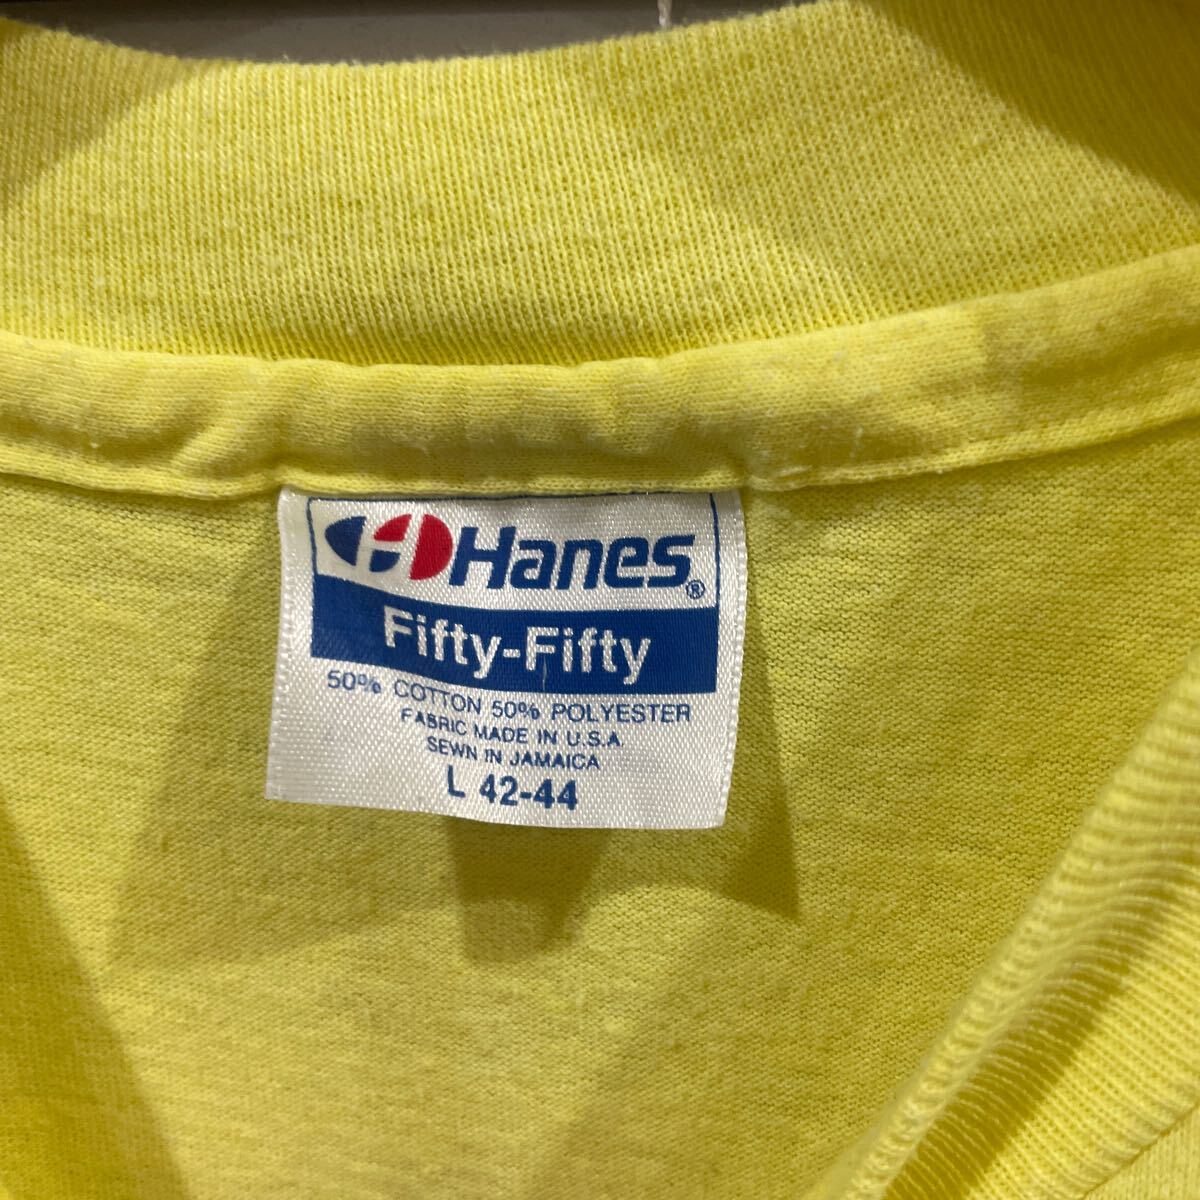 Hanes®
Fifty-Fifty
50% COTTON 50% POLYESTER
FABRIC MADE IN U.S.A.
SEWN IN JAMAICA
L 42-44